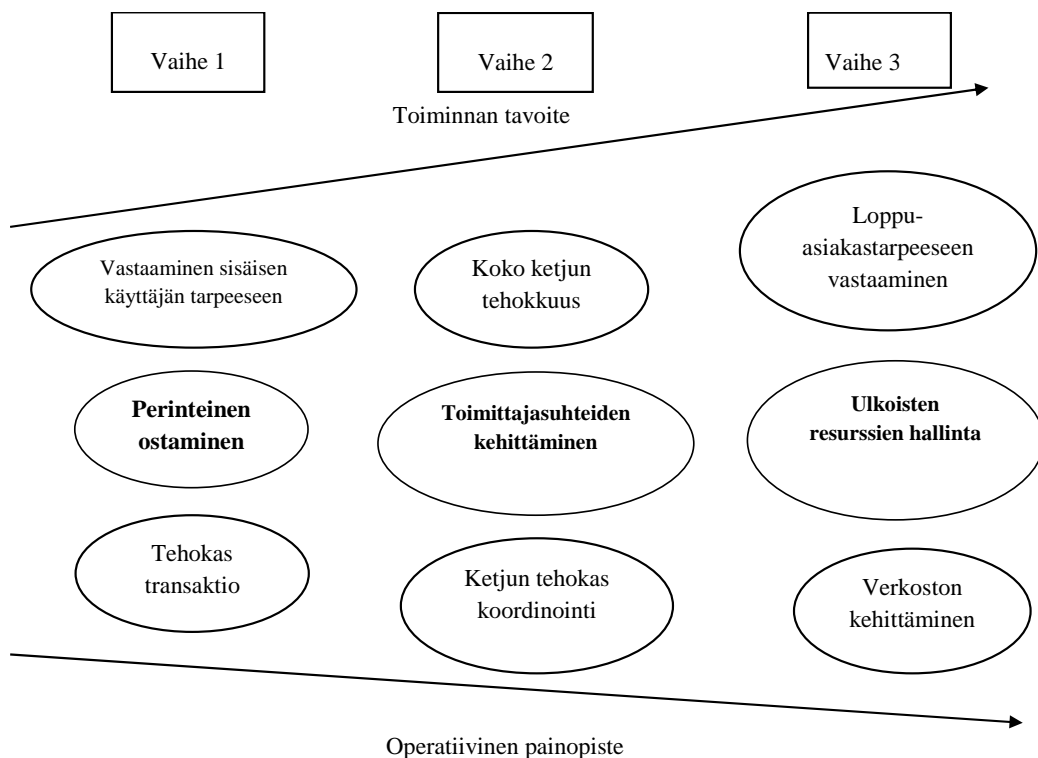 Vaihe 1
Vaihe 2
Vaihe 3
Toiminnan tavoite
Vastaaminen sisäisen
käyttäjän tarpeeseen
Koko ketjun
tehokkuus
Loppu-
asiakastarpeeseen
vastaaminen
Perinteinen
ostaminen
Toimittajasuhteiden
kehittäminen
Ulkoisten
resurssien hallinta
Tehokas
transaktio
Ketjun tehokas
koordinointi
Verkoston
kehittäminen
Operatiivinen painopiste